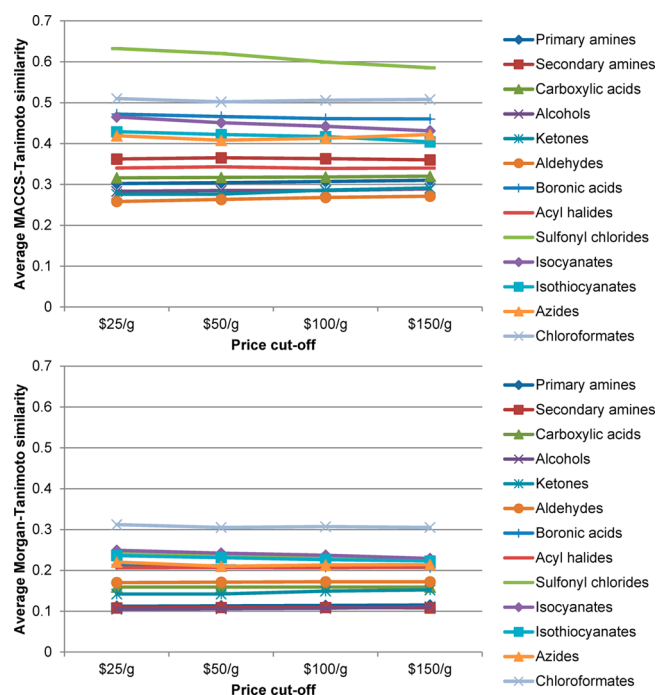 Average MACCS-Tanimoto similarity
0.7
0.6
0.5
0.4
0.3
0.2
0.1
0
$25/g
$50/g
$100/g
$150/g
Price cut-off
Primary amines
Secondary amines
Carboxylic acids
Alcohols
Ketones
Aldehydes
Boronic acids
Acyl halides
Sulfonyl chlorides
Isocyanates
Isothiocyanates
Azides
Chloroformates
Average Morgan-Tanimoto similarity
0.7
0.6
0.5
0.4
0.3
0.2
0.1
0
$25/g
$50/g
$100/g
$150/g
Price cut-off
Primary amines
Secondary amines
Carboxylic acids
Alcohols
Ketones
Aldehydes
Boronic acids
Acyl halides
Sulfonyl chlorides
Isocyanates
Isothiocyanates
Azides
Chloroformates